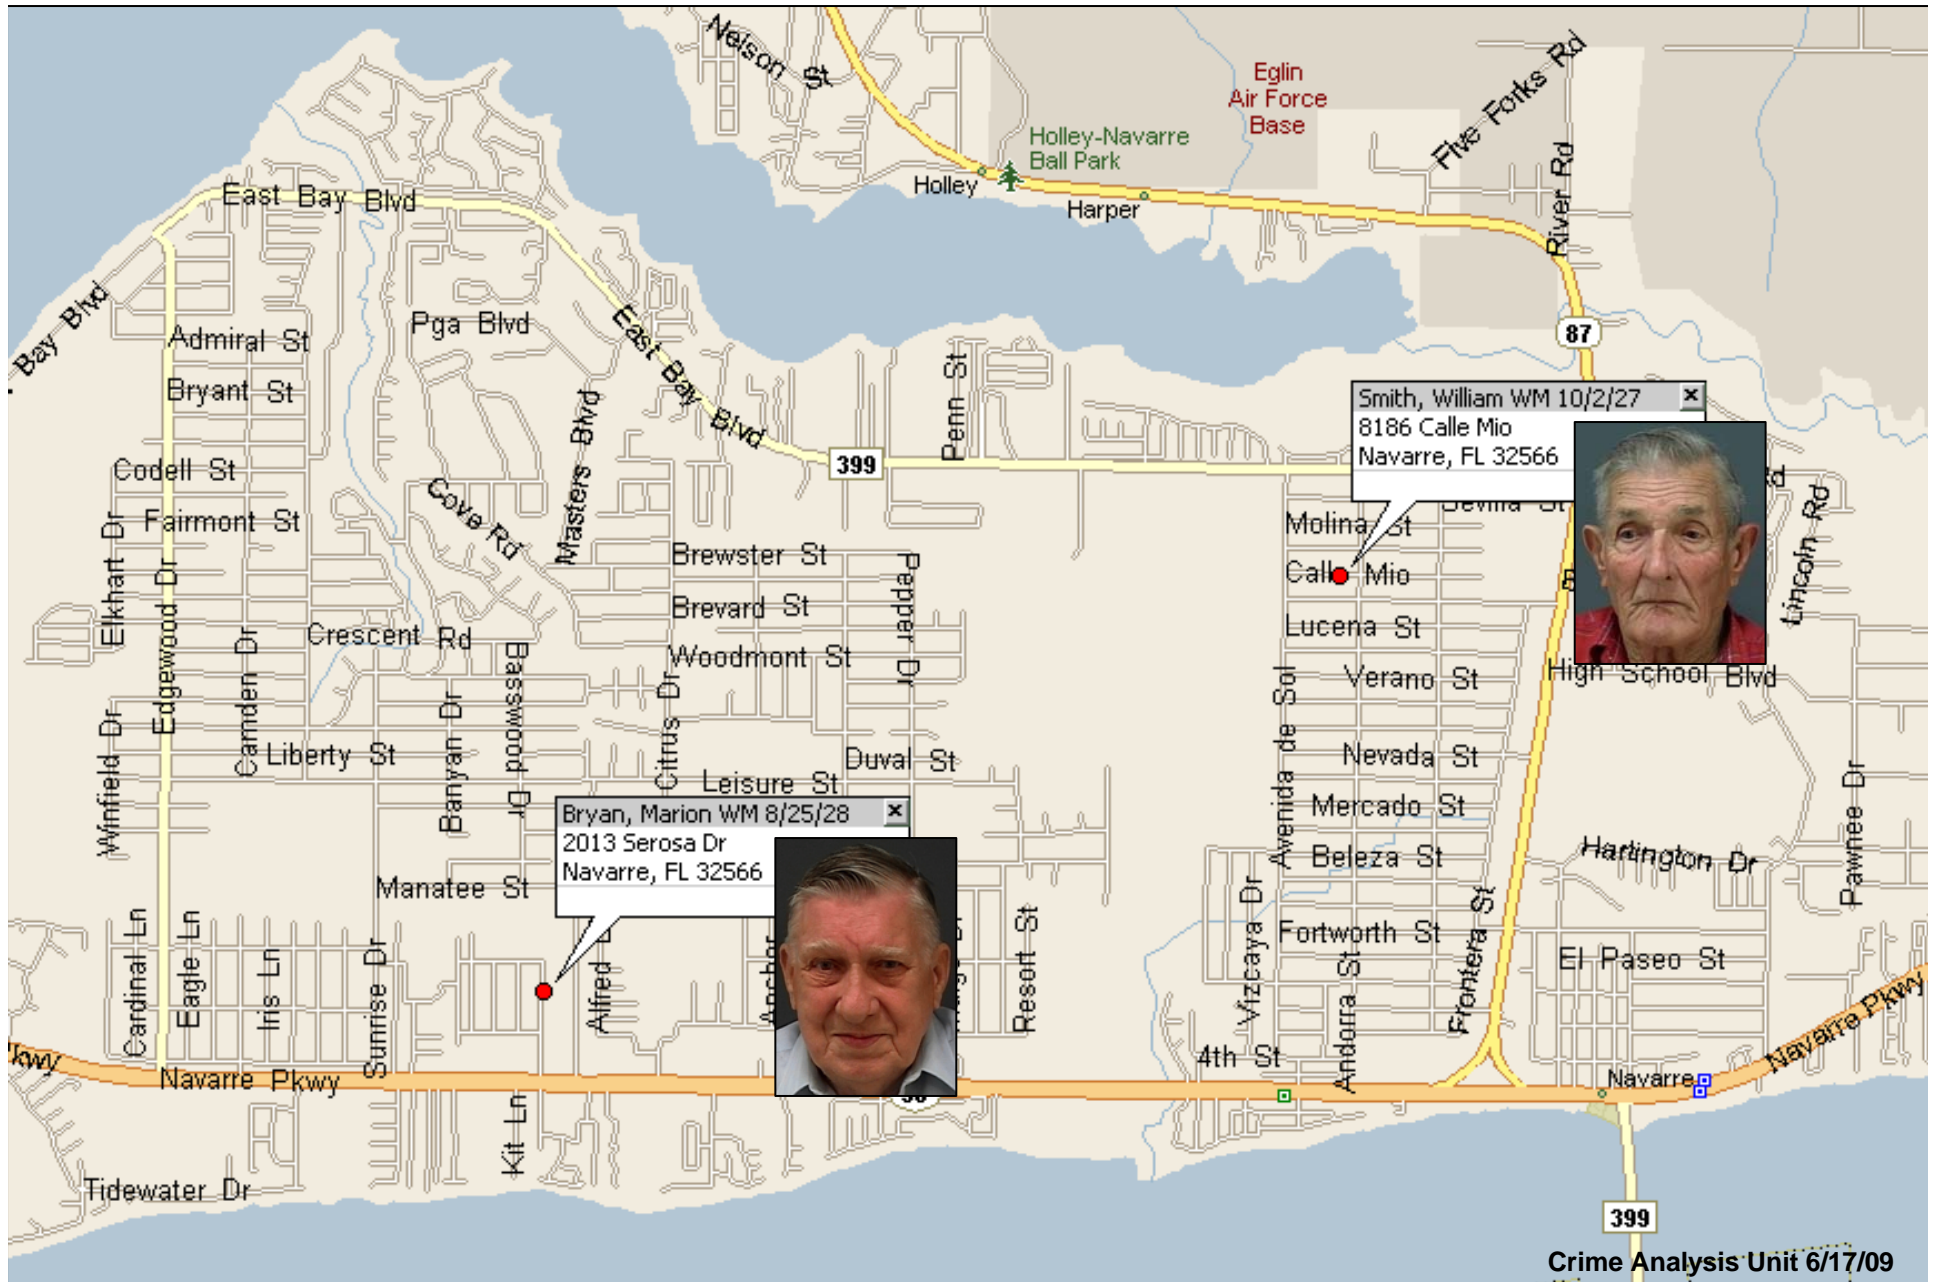 Nelson St
Eglin
Air Force
Base
Five Forks Rd
Holley-Navarre
Ball Park
Holley
Harper
River Rd
East Bay Blvd
Bay Blvd
87
Admiral St
Pga Blvd
East Bay Blvd
Bryant St
Penn St
Masters Blvd
399
Smith, William WM 10/2/27
8186 Calle Mio
Navarre, FL 32566
Codell St
Cove Rd
Sevilla St
Rd
Lincoln Rd
Elkhart Dr
Fairmont St
Molina St
Brewster St
Pepper Dr
Calle Mio
Edgewood Dr
Brevard St
Lucena St
Camden Dr
Crescent Rd
Basswood Dr
Woodmont St
Verano St
High School Blvd
Avenida de Sol
Winfield Dr
Banyan Dr
Citrus Dr
Liberty St
Duval St
Nevada St
Leisure St
Pawnee Dr
Mercado St
Bryan, Marion WM 8/25/28
2013 Serosa Dr
Navarre, FL 32566
Beleza St
Hartington Dr
Manatee St
Vizcaya Dr
Frontera St
Cardinal Ln
Eagle Ln
Iris Ln
Sunrise Dr
Alfred D
Resort St
Fortworth St
El Paseo St
Andorra St
4th St
Navarre Pkwy
kwy
Navarre Pkwy
Navarre
Kit Ln
Tidewater Dr
399
Crime Analysis Unit 6/17/09